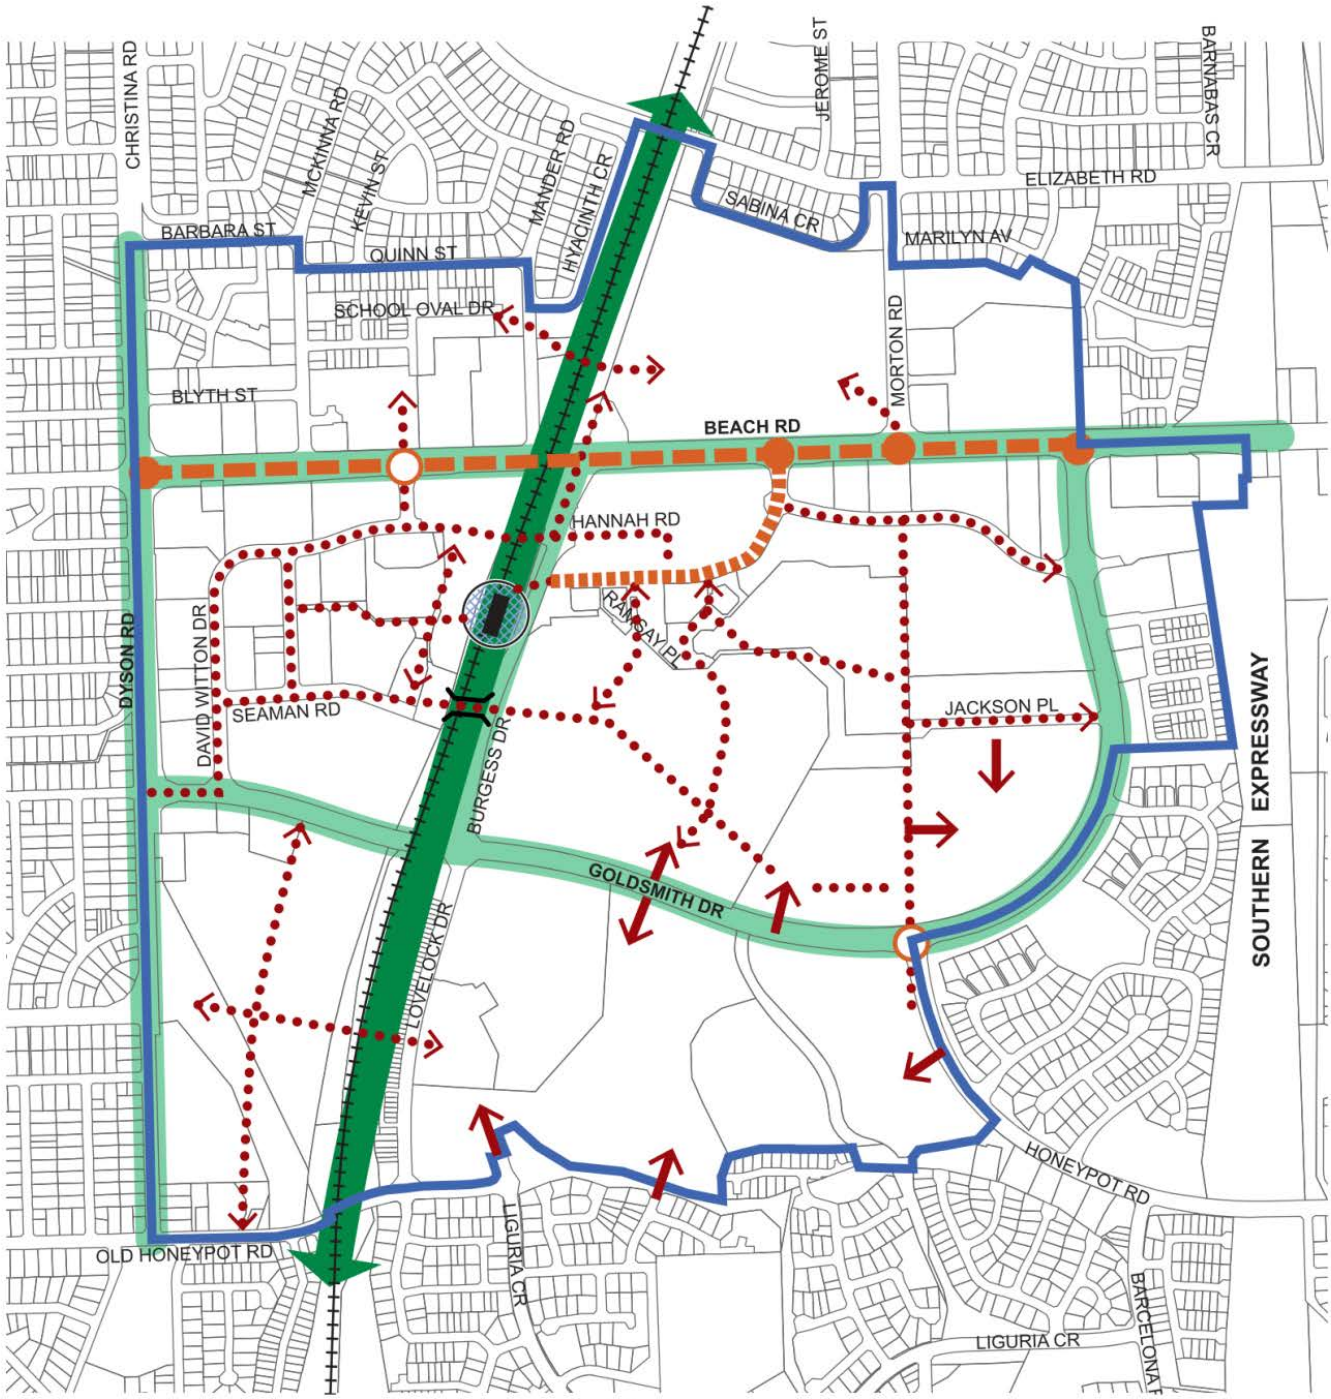 CHRISTINA RD
MCKINNA RD
KEVIN ST
MANDER RD
HYACINTH CR
JEROME ST
BARNABAS CR
ELIZABETH RD
SABINA CR
MARILYN AV
BARBARA ST
QUINN ST
SCHOOL OVAL DR
MORTON RD
BLYTH ST
BEACH RD
HANNAH RD
RAMSAY PL
DYSON RD
DAVID WITTON DR
SEAMAN RD
BURGESS DR
JACKSON PL
SOUTHERN EXPRESSWAY
GOLDSMITH DR
LOVELOCK DR
HONEYPOT RD
OLD HONEYPOT RD
LIGURIA CR
LIGURIA CR
BARCELONA